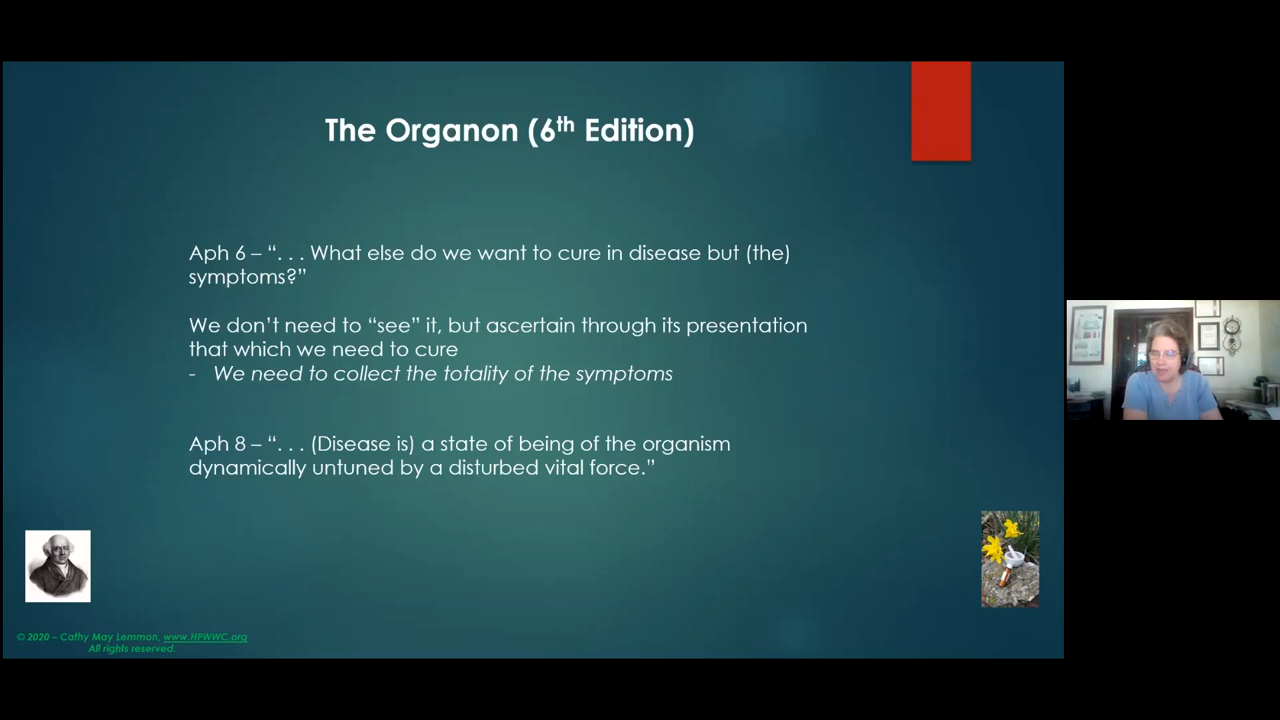 The Organon (6th Edition)
Aph 6 – “. . . What else do we want to cure in disease but (the)
symptoms?”
We don’t need to “see” it, but ascertain through its presentation
that which we need to cure
- We need to collect the totality of the symptoms
Aph 8 – “. . . (Disease is) a state of being of the organism
dynamically untuned by a disturbed vital force.”
© 2020 – Cathy May Lemmon, www.HPWWC.org
All rights reserved.